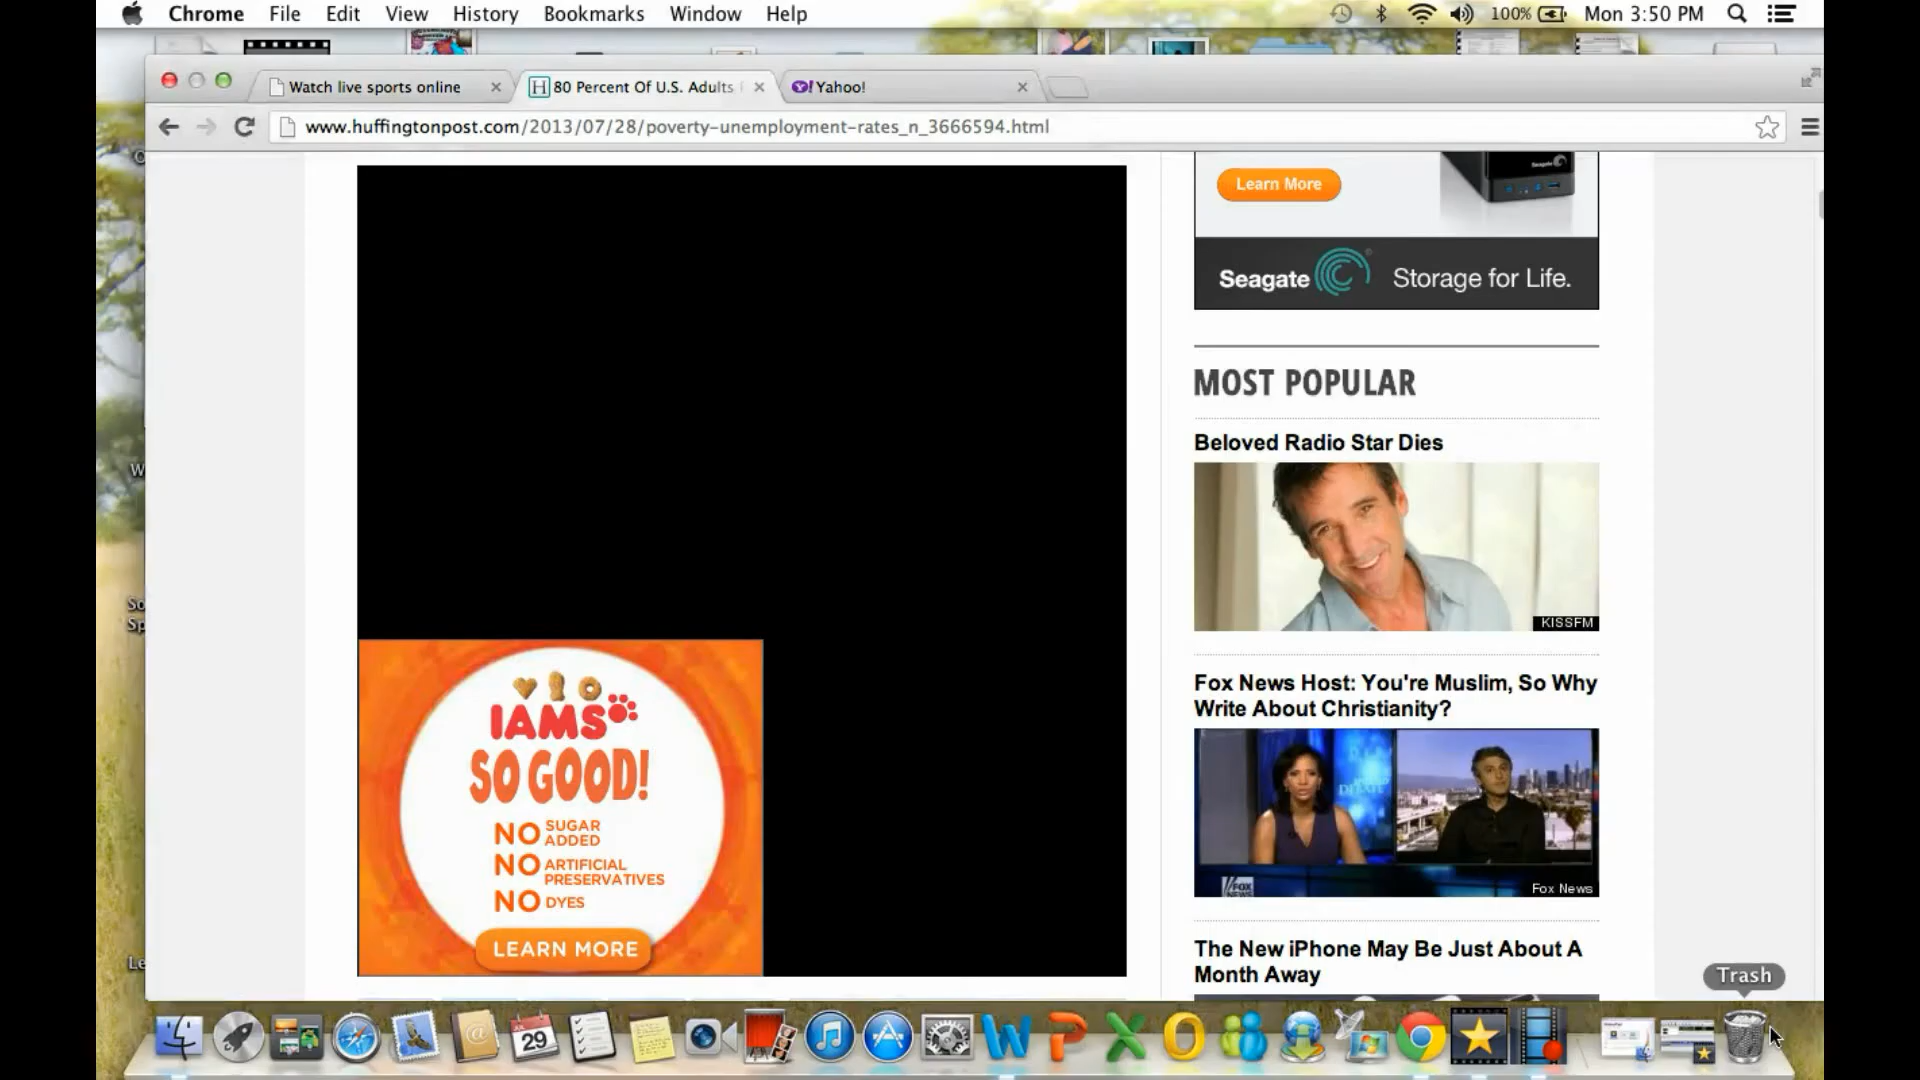 Chrome File Edit View History Bookmarks Window Help 100% Mon 3:50 PM
Watch live sports online
80 Percent Of U.S. Adults
Yahoo!
www.huffingtonpost.com/2013/07/28/poverty-unemployment-rates_n_3666594.html
Learn More
Seagate
Seagate Storage for Life.
MOST POPULAR
Beloved Radio Star Dies
KISSFM
Fox News Host: You're Muslim, So Why
Write About Christianity?
Fox News
The New iPhone May Be Just About A
Month Away
IAMS
SO GOOD!
NO SUGAR
ADDED
NO ARTIFICIAL
PRESERVATIVES
NO DYES
LEARN MORE
Trash
29